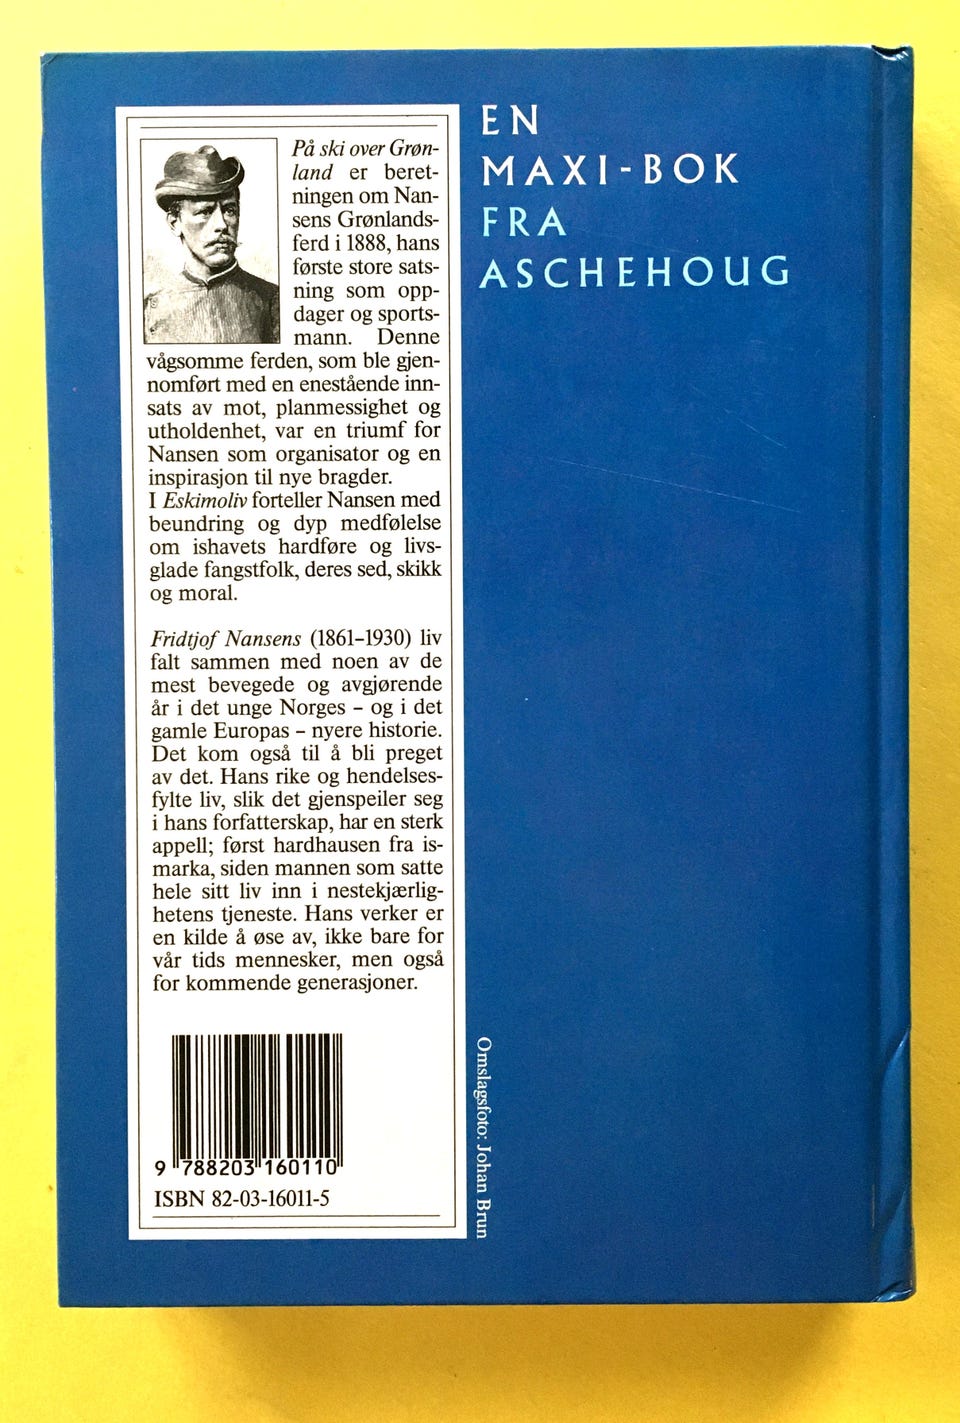 EN
MAXI-BOK
FRA
ASCHEHOUG
På ski over Grøn-
land er beret-
ningen om Nan-
sens Grønlands-
ferd i 1888, hans
første store sats-
ning som opp-
dager og sports-
mann. Denne
vågsomme ferden, som ble gjen-
nomført med en enestående inn-
sats av mot, planmessighet og
utholdenhet, var en triumf for
Nansen som organisator og en
inspirasjon til nye bragder.
I Eskimoliv forteller Nansen med
beundring og dyp medfølelse
om ishavets hardføre og livs-
glade fangstfolk, deres sed, skikk
og moral.
Fridtjof Nansens (1861–1930) liv
falt sammen med noen av de
mest bevegede og avgjørende
år i det unge Norges – og i det
gamle Europas – nyere historie.
Det kom også til å bli preget
av det. Hans rike og hendelses-
fylte liv, slik det gjenspeiler seg
i hans forfatterskap, har en sterk
appell; først hardhausen fra is-
marka, siden mannen som satte
hele sitt liv inn i nestekjærlig-
hetens tjeneste. Hans verker er
en kilde å øse av, ikke bare for
vår tids mennesker, men også
for kommende generasjoner.
9 788203 160110
ISBN 82-03-16011-5
Omslagsfoto: Johan Brun